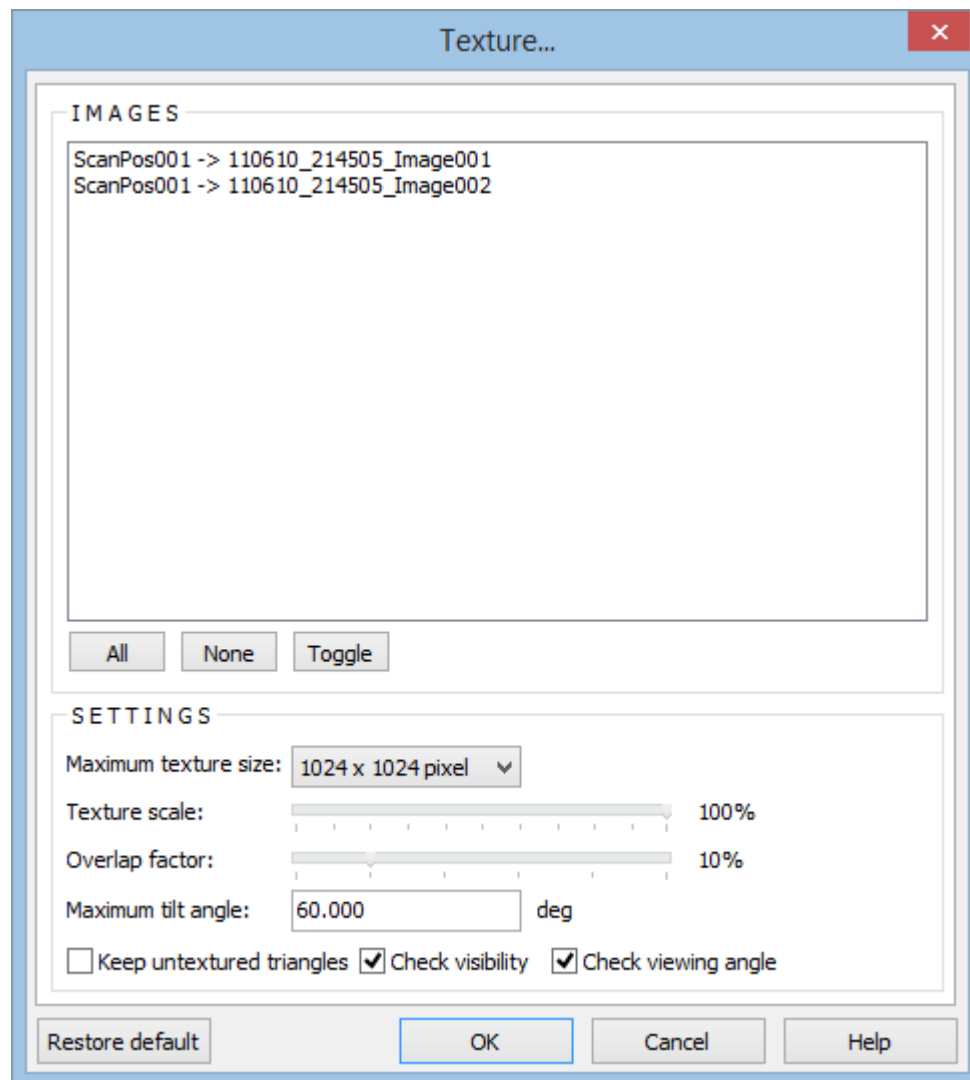 Texture...
IMAGES
ScanPos001 -> 110610_214505_Image001
ScanPos001 -> 110610_214505_Image002
All None Toggle
SETTINGS
Maximum texture size: 1024 x 1024 pixel
Texture scale: 100%
Overlap factor: 10%
Maximum tilt angle: 60.000 deg
Keep untextured triangles Check visibility Check viewing angle
Restore default OK Cancel Help